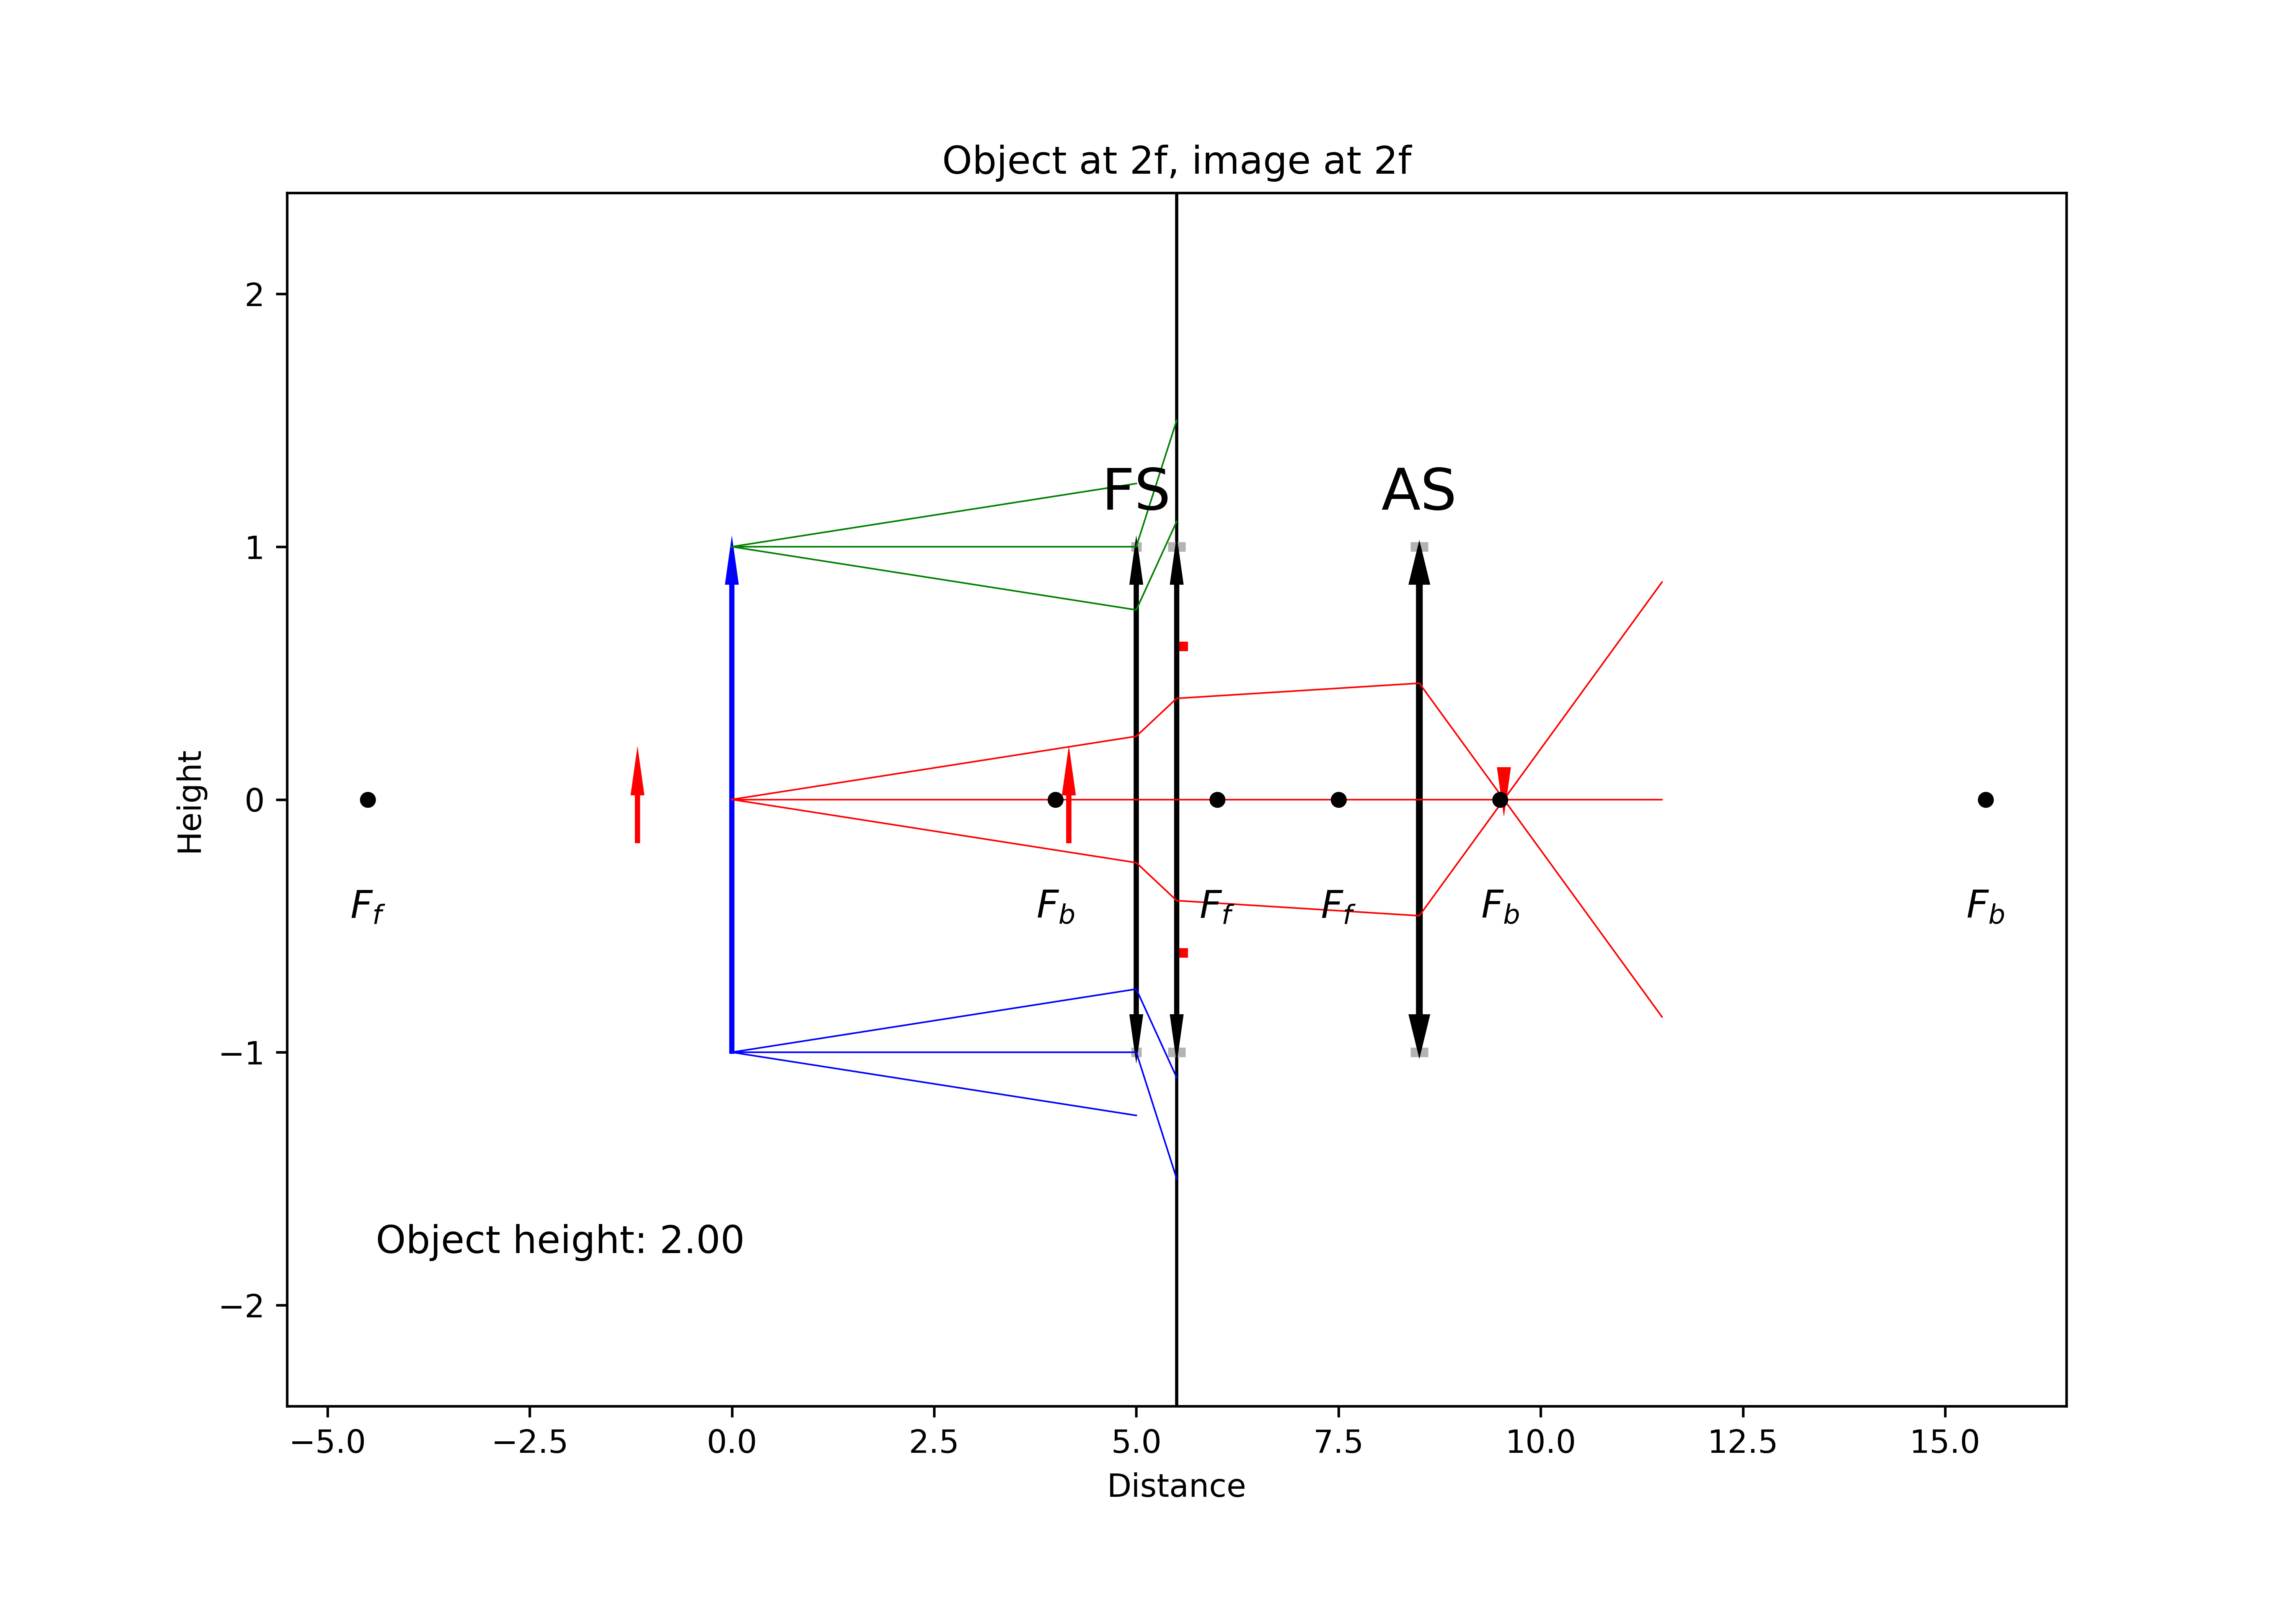 Object at 2f, image at 2f
2
1
0
−1
−2
Height
FS
AS
F_f
F_b
F_f
F_f
F_b
F_b
Object height: 2.00
−5.0
−2.5
0.0
2.5
5.0
7.5
10.0
12.5
15.0
Distance